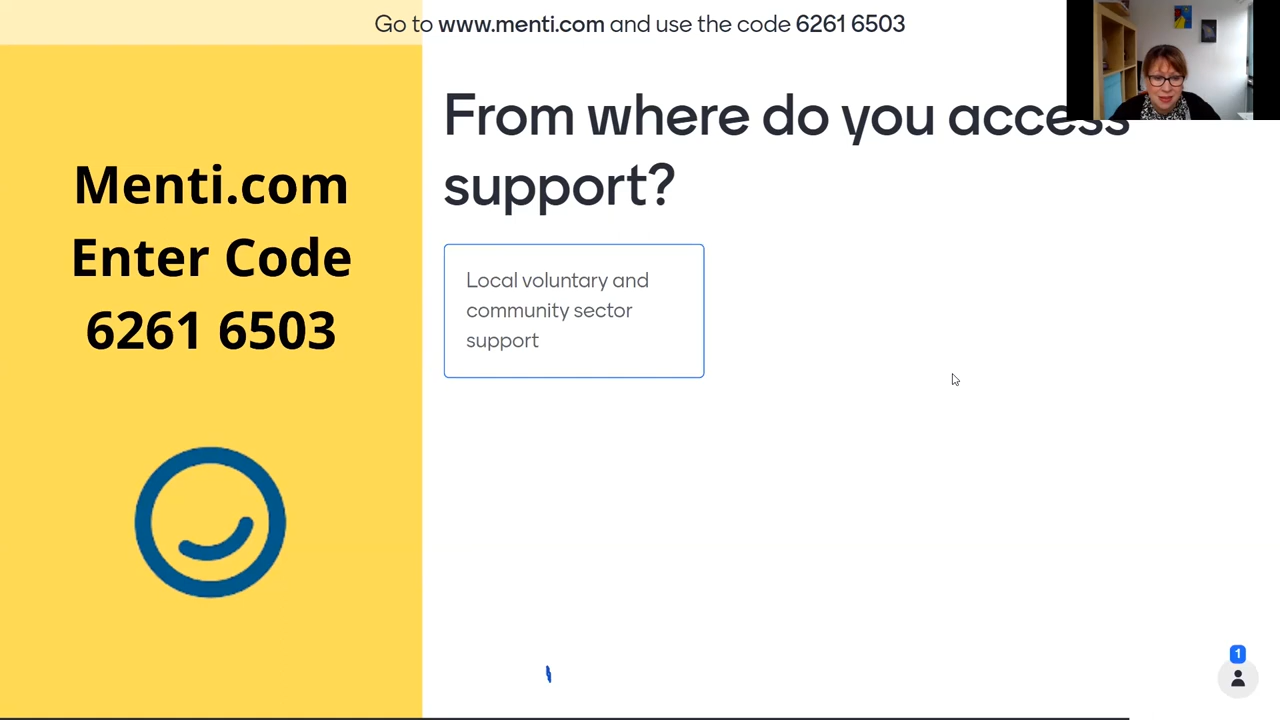 Go to www.menti.com and use the code 6261 6503
Menti.com
Enter Code
6261 6503
From where do you access
support?
Local voluntary and
community sector
support
1